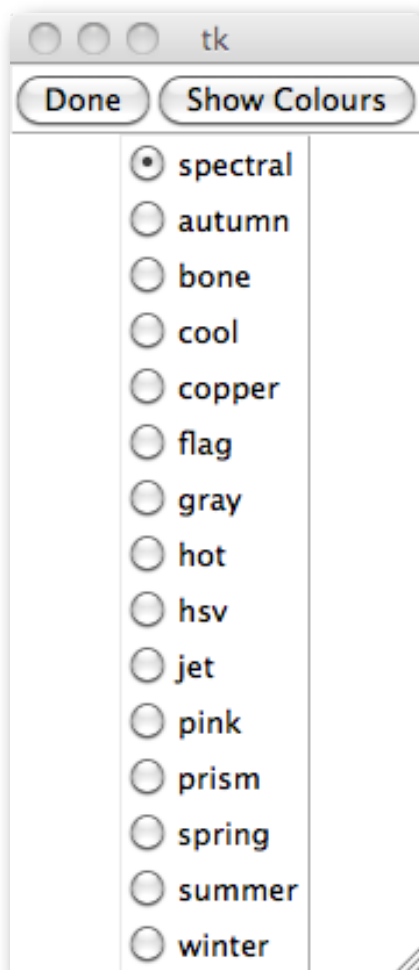 tk
Done Show Colours
spectral
autumn
bone
cool
copper
flag
gray
hot
hsv
jet
pink
prism
spring
summer
winter